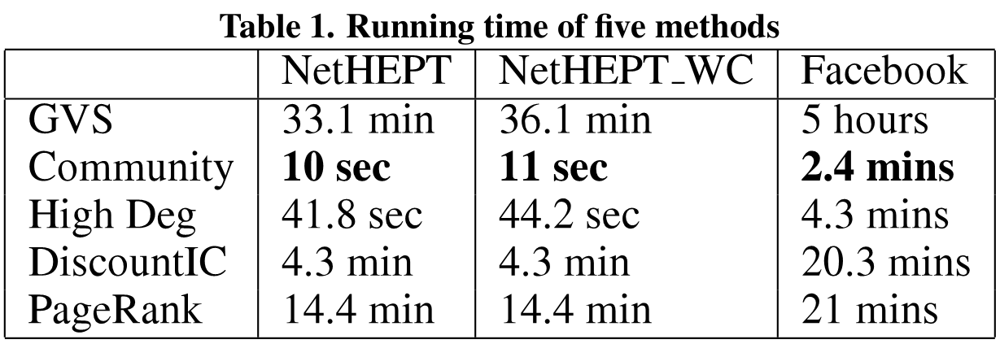 Table 1. Running time of five methods
NetHEPT NetHEPT_WC Facebook
GVS 33.1 min 36.1 min 5 hours
Community 10 sec 11 sec 2.4 mins
High Deg 41.8 sec 44.2 sec 4.3 mins
DiscountIC 4.3 min 4.3 min 20.3 mins
PageRank 14.4 min 14.4 min 21 mins